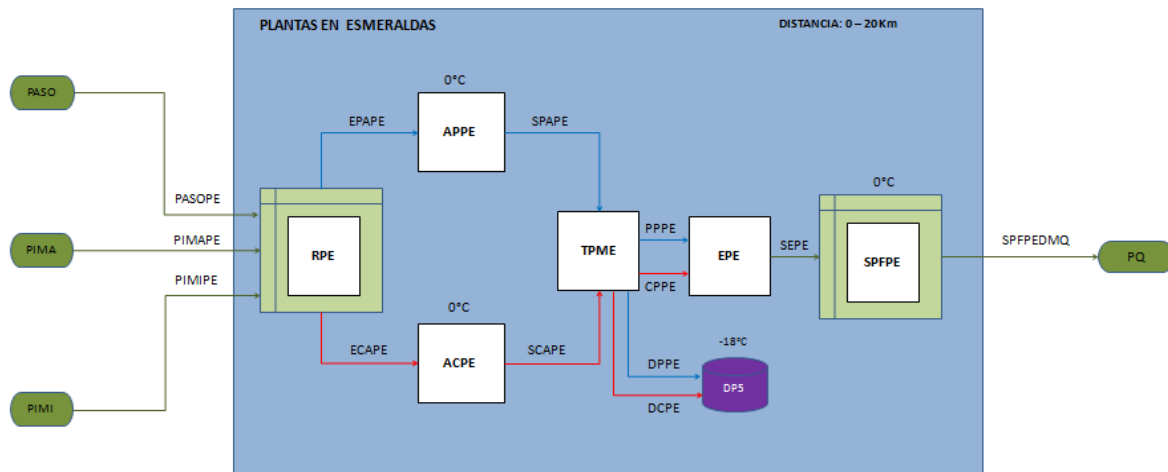 PLANTAS EN ESMERALDAS
DISTANCIA: 0 – 20Km
PASO
0°C
EPAPE
APPE
SPAPE
PASOPE
0°C
PIMA
PIMAPE
RPE
TPME
PPPE
EPE
SEPE
SPFPE
SPFPEDMQ
PQ
PIMIPE
CPPE
0°C
ECAPE
ACPE
SCAPE
-18°C
DPPE
DP5
DCPE
PIMI